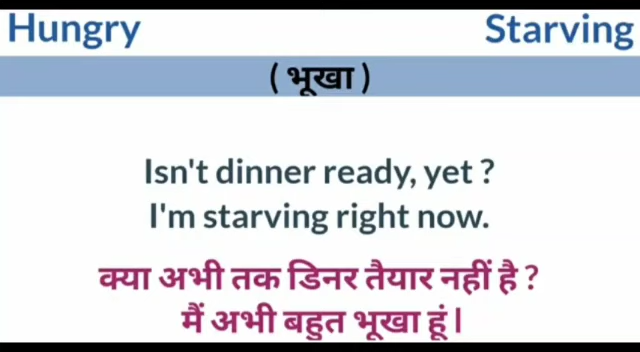 Hungry Starving
( भूखा )
Isn't dinner ready, yet ?
I'm starving right now.
क्या अभी तक डिनर तैयार नहीं है ?
मैं अभी बहुत भूखा हूं।